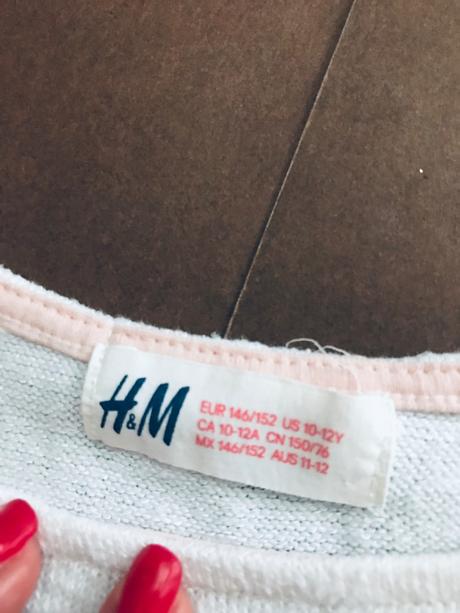 H&M
EUR 146/152 US 10-12Y
CA 10-12A CN 150/76
MX 146/152 AUS 11-12